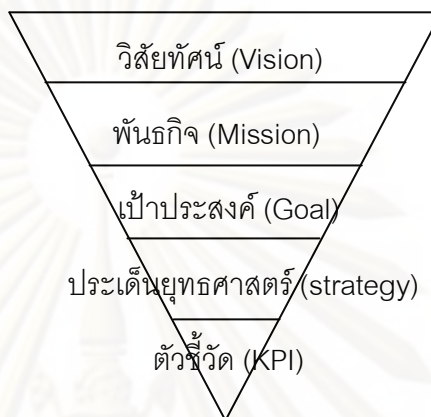 วิสัยทัศน์ (Vision)
พันธกิจ (Mission)
เป้าประสงค์ (Goal)
ประเด็นยุทธศาสตร์ (strategy)
ตัวชี้วัด (KPI)